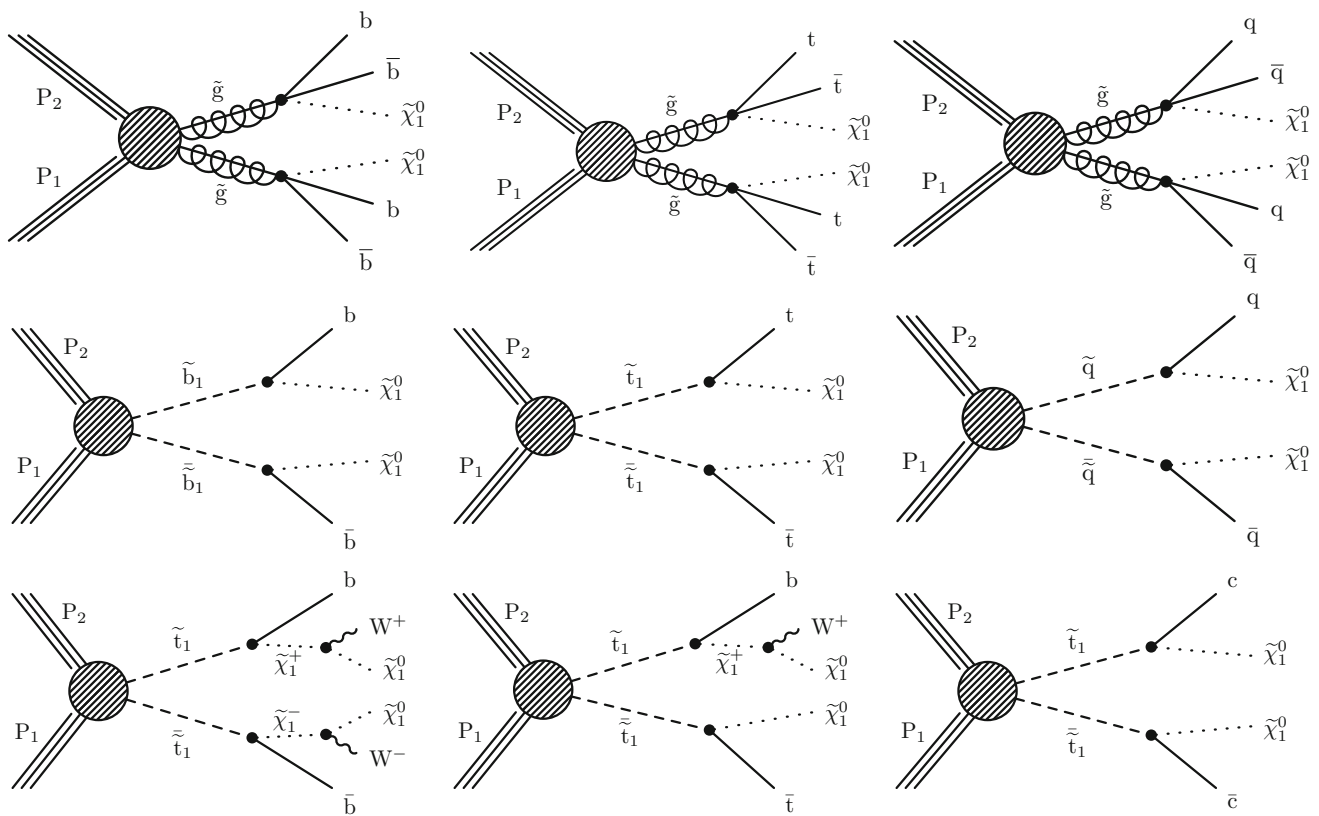 b
b̅
P₂
g̃
χ̃₁⁰
χ̃₁⁰
P₁
g̃
b
b̅
t
t̄
P₂
g̃
χ̃₁⁰
χ̃₁⁰
P₁
g̃
t
t̄
q
q̅
P₂
g̃
χ̃₁⁰
χ̃₁⁰
P₁
g̃
q
q̅
b
P₂
b̃₁
χ̃₁⁰
χ̃₁⁰
P₁
b̃̄₁
b̄
t
P₂
t̃₁
χ̃₁⁰
χ̃₁⁰
P₁
t̃̄₁
t̄
q
P₂
q̃
χ̃₁⁰
χ̃₁⁰
P₁
q̃̄
q̄
b
P₂
t̃₁
W⁺
χ̃₁⁺
χ̃₁⁰
χ̃₁⁰
χ̃₁⁻
P₁
t̃̄₁
W⁻
b̄
b
P₂
t̃₁
W⁺
χ̃₁⁺
χ̃₁⁰
χ̃₁⁰
P₁
t̃̄₁
t̄
c
P₂
t̃₁
χ̃₁⁰
χ̃₁⁰
P₁
t̃̄₁
c̄